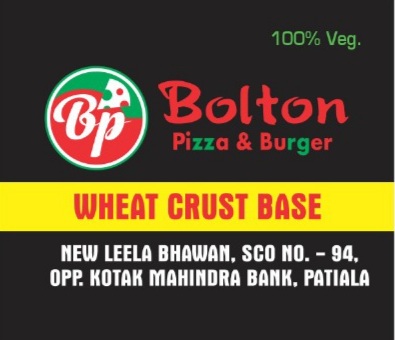 100% Veg.
Bp
Bolton
Pizza & Burger
WHEAT CRUST BASE
NEW LEELA BHAWAN, SCO NO. – 94,
OPP. KOTAK MAHINDRA BANK, PATIALA